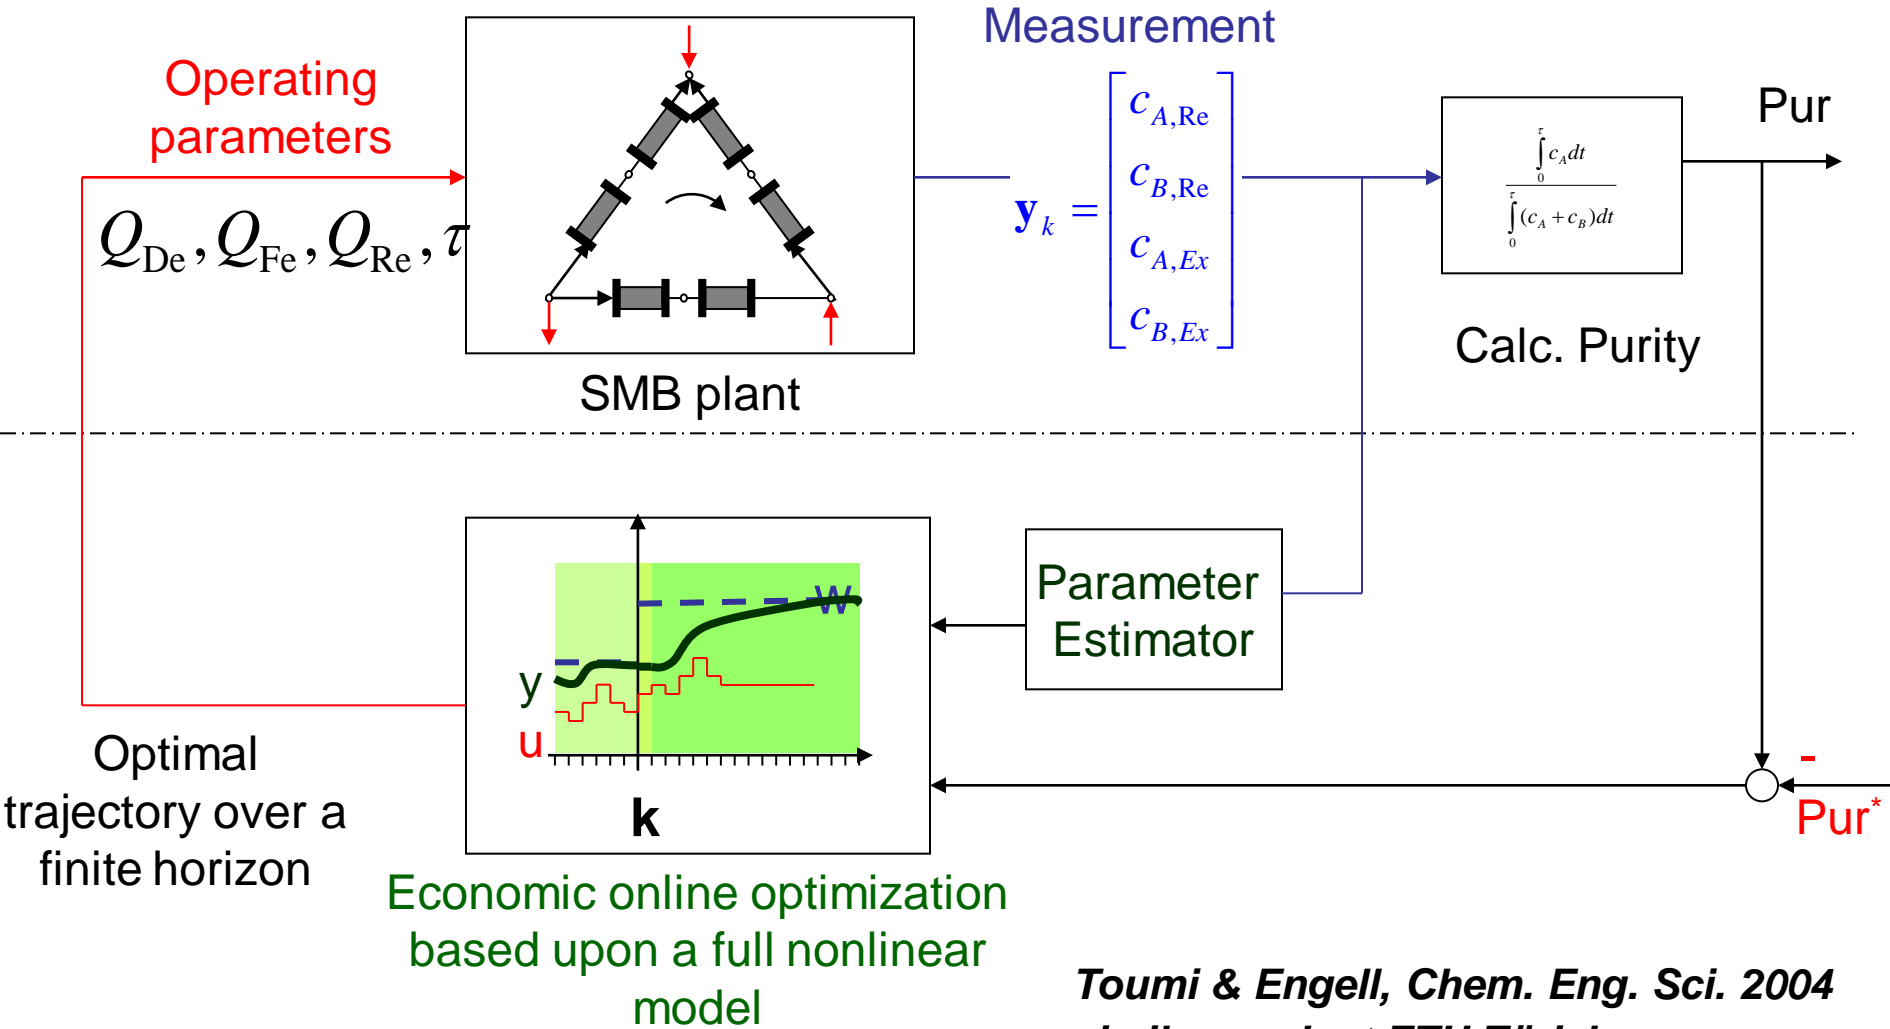 Measurement
Operating
parameters
Q_De, Q_Fe, Q_Re, τ
SMB plant
y_k = [c_A,Re
c_B,Re
c_A,Ex
c_B,Ex]
∫_0^τ c_A dt
∫_0^τ (c_A + c_B) dt
Calc. Purity
Pur
Parameter
Estimator
w
y
u
k
-
Pur*
Optimal
trajectory over a
finite horizon
Economic online optimization
based upon a full nonlinear
model
Toumi & Engell, Chem. Eng. Sci. 2004